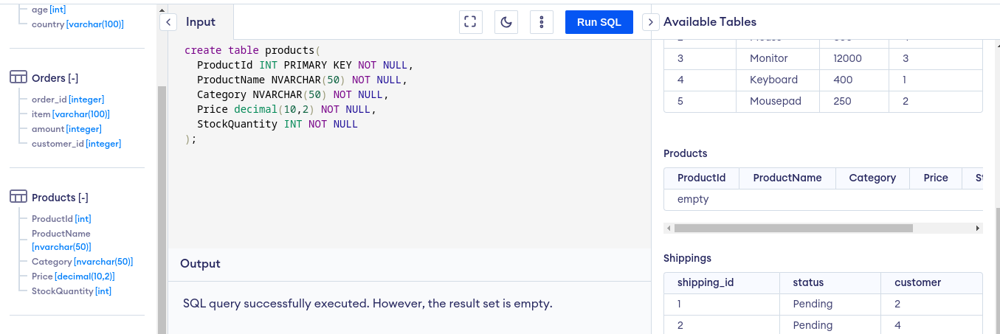 age [int]
country [varchar(100)]
Orders [-]
order_id [integer]
item [varchar(100)]
amount [integer]
customer_id [integer]
Products [-]
ProductId [int]
ProductName
[nvarchar(50)]
Category [nvarchar(50)]
Price [decimal(10,2)]
StockQuantity [int]
Input
Run SQL
create table products(
ProductId INT PRIMARY KEY NOT NULL,
ProductName NVARCHAR(50) NOT NULL,
Category NVARCHAR(50) NOT NULL,
Price decimal(10,2) NOT NULL,
StockQuantity INT NOT NULL
);
Output
SQL query successfully executed. However, the result set is empty.
Available Tables
3 Monitor 12000 3
4 Keyboard 400 1
5 Mousepad 250 2
Products
ProductId ProductName Category Price
empty
Shippings
shipping_id status customer
1 Pending 2
2 Pending 4